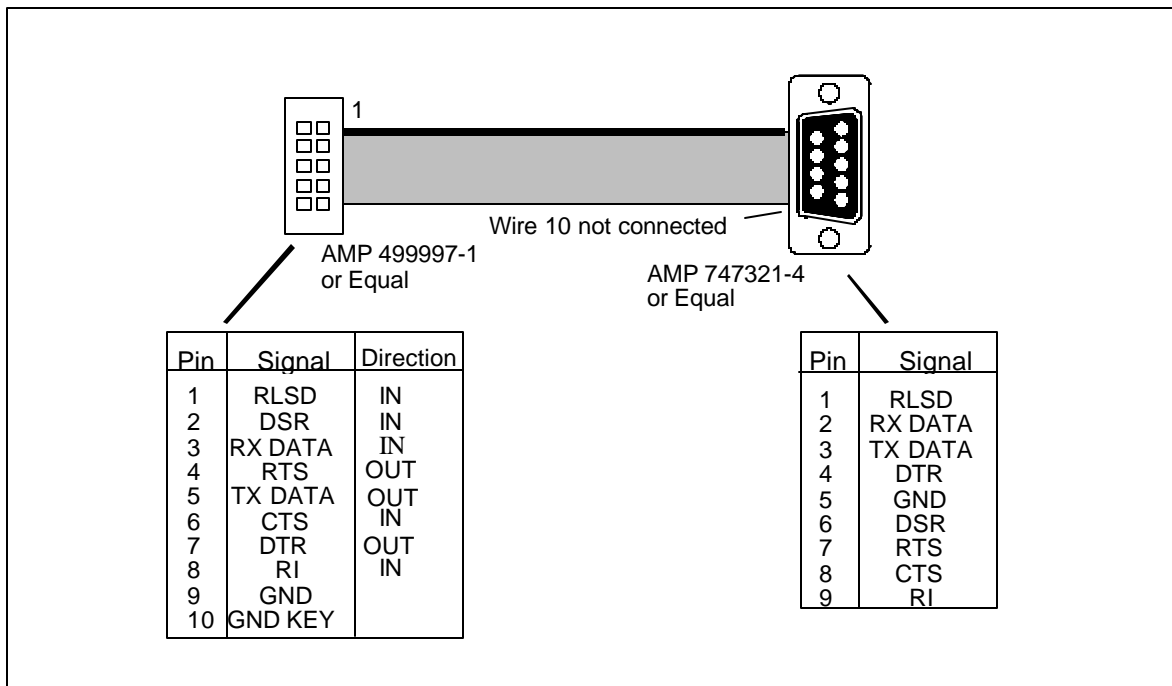 1
Wire 10 not connected
AMP 499997-1
or Equal
AMP 747321-4
or Equal
Pin Signal Direction
1 RLSD IN
2 DSR IN
3 RX DATA IN
4 RTS OUT
5 TX DATA OUT
6 CTS IN
7 DTR OUT
8 RI IN
9 GND
10 GND KEY
Pin Signal
1 RLSD
2 RX DATA
3 TX DATA
4 DTR
5 GND
6 DSR
7 RTS
8 CTS
9 RI